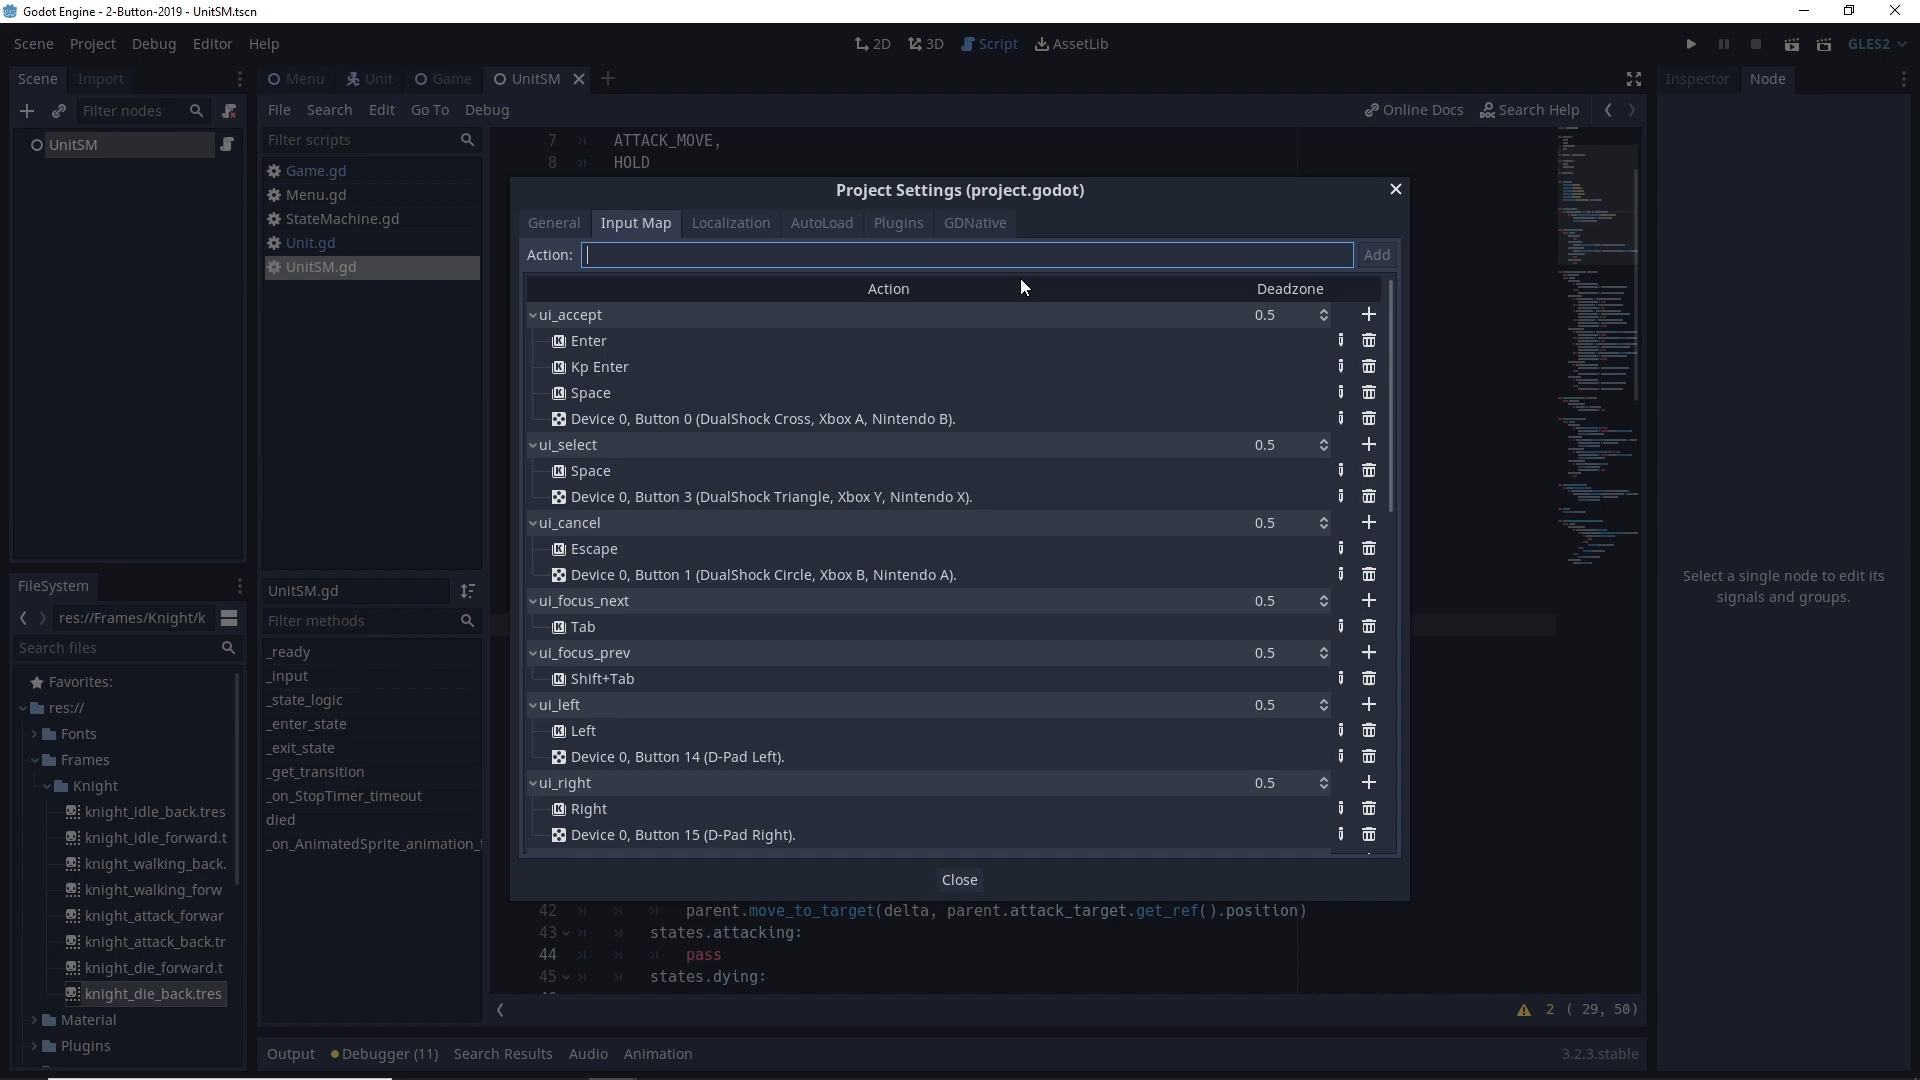 Godot Engine - 2-Button-2019 - UnitSM.tscn
Scene Project Debug Editor Help
2D 3D Script AssetLib
GLES2
Scene Import
Menu Unit Game UnitSM
Inspector Node
Filter nodes
File Search Edit Go To Debug
Online Docs Search Help
UnitSM
Filter scripts
Game.gd
Menu.gd
StateMachine.gd
Unit.gd
UnitSM.gd
7 ATTACK_MOVE,
8 HOLD
Project Settings (project.godot)
General Input Map Localization AutoLoad Plugins GDNative
Action: Add
Action Deadzone
ui_accept 0.5
Enter
Kp Enter
Space
Device 0, Button 0 (DualShock Cross, Xbox A, Nintendo B).
ui_select 0.5
Space
Device 0, Button 3 (DualShock Triangle, Xbox Y, Nintendo X).
ui_cancel 0.5
Escape
Device 0, Button 1 (DualShock Circle, Xbox B, Nintendo A).
ui_focus_next 0.5
Tab
ui_focus_prev 0.5
Shift+Tab
ui_left 0.5
Left
Device 0, Button 14 (D-Pad Left).
ui_right 0.5
Right
Device 0, Button 15 (D-Pad Right).
Close
FileSystem
res://Frames/Knight/k
Search files
Favorites:
res://
Fonts
Frames
Knight
knight_idle_back.tres
knight_idle_forward.t
knight_walking_back.
knight_walking_forw
knight_attack_forwar
knight_attack_back.tr
knight_die_forward.t
knight_die_back.tres
Material
Plugins
UnitSM.gd
Filter methods
_ready
_input
_state_logic
_enter_state
_exit_state
_get_transition
_on_StopTimer_timeout
died
_on_AnimatedSprite_animation_
42 parent.move_to_target(delta, parent.attack_target.get_ref().position)
43 states.attacking:
44 pass
45 states.dying:
2 ( 29, 50)
Select a single node to edit its
signals and groups.
Output Debugger (11) Search Results Audio Animation
3.2.3.stable